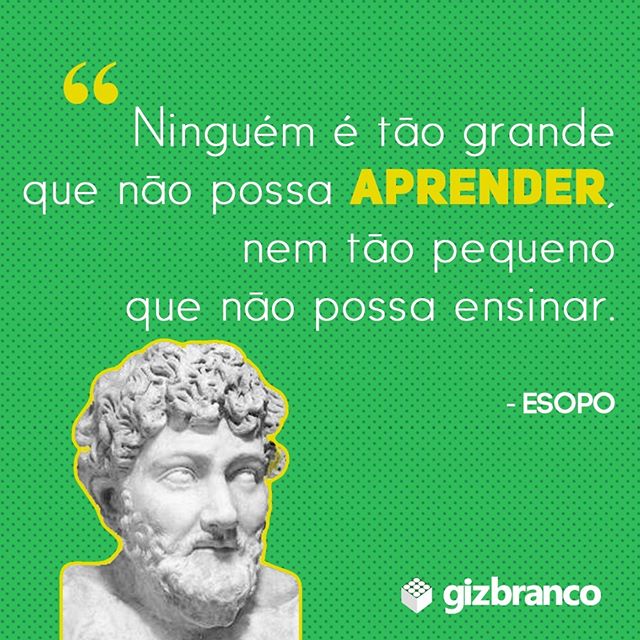 “
Ninguém é tão grande
que não possa APRENDER,
nem tão pequeno
que não possa ensinar.
- ESOPO
gizbranco